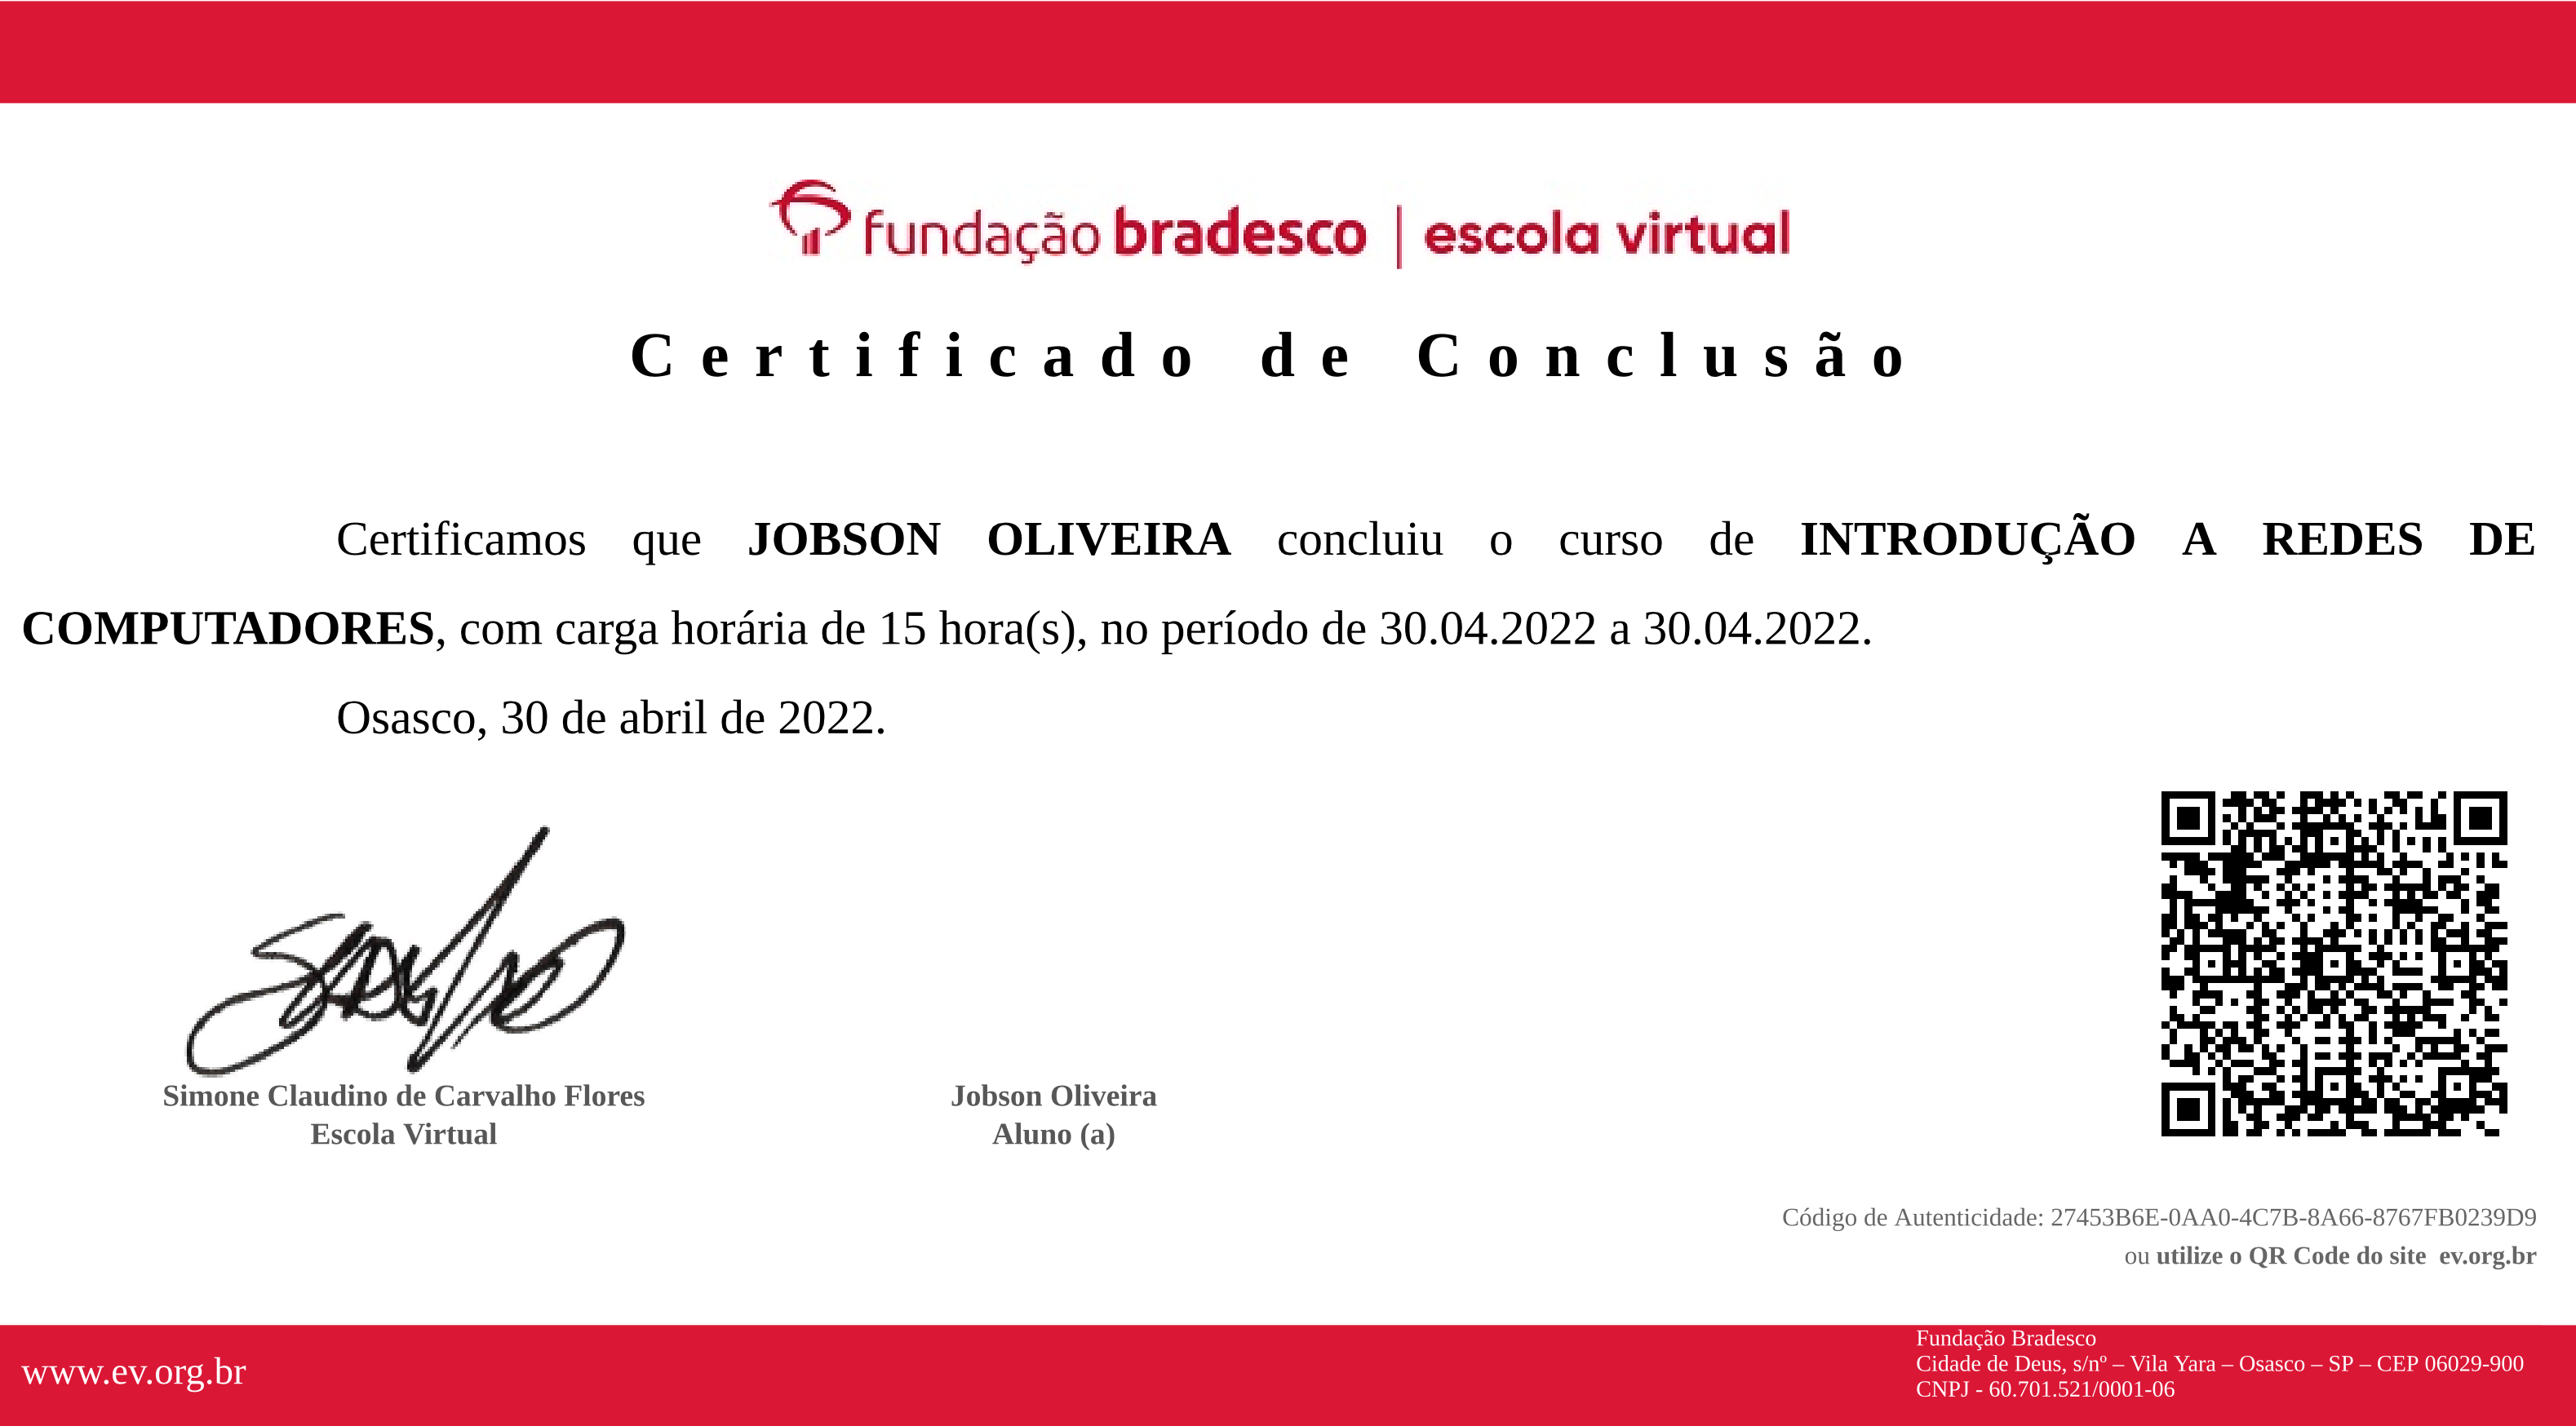 fundação bradesco | escola virtual
Certificado de Conclusão
Certificamos que JOBSON OLIVEIRA concluiu o curso de INTRODUÇÃO A REDES DE
COMPUTADORES, com carga horária de 15 hora(s), no período de 30.04.2022 a 30.04.2022.
Osasco, 30 de abril de 2022.
Simone Claudino de Carvalho Flores
Escola Virtual
Jobson Oliveira
Aluno (a)
Código de Autenticidade: 27453B6E-0AA0-4C7B-8A66-8767FB0239D9
ou utilize o QR Code do site ev.org.br
www.ev.org.br
Fundação Bradesco
Cidade de Deus, s/nº – Vila Yara – Osasco – SP – CEP 06029-900
CNPJ - 60.701.521/0001-06